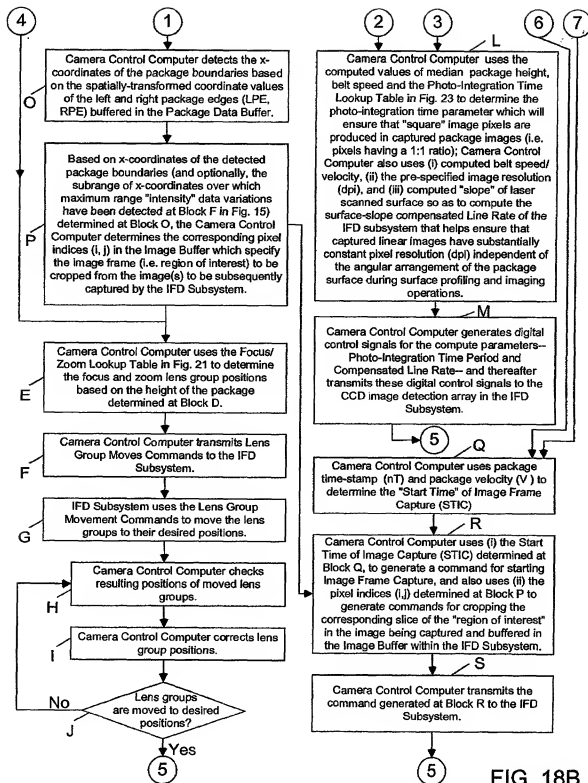 4
1
Camera Control Computer detects the x-
coordinates of the package boundaries based
on the spatially-transformed coordinate values
of the left and right package edges (LPE,
RPE) buffered in the Package Data Buffer.
O
Based on x-coordinates of the detected
package boundaries (and optionally, the
subrange of x-coordinates over which
maximum range "intensity" data variations
have been detected at Block F in Fig. 15)
determined at Block O, the Camera Control
Computer determines the corresponding pixel
indices (i, j) in the Image Buffer which specify
the image frame (i.e. region of interest) to be
cropped from the image(s) to be subsequently
captured by the IFD Subsystem.
P
Camera Control Computer uses the Focus/
Zoom Lookup Table in Fig. 21 to determine
the focus and zoom lens group positions
based on the height of the package
determined at Block D.
E
Camera Control Computer transmits Lens
Group Moves Commands to the IFD
Subsystem.
F
IFD Subsystem uses the Lens Group
Movement Commands to move the lens
groups to their desired positions.
G
Camera Control Computer checks
resulting positions of moved lens
groups.
H
Camera Control Computer corrects lens
group positions.
I
Lens groups
are moved to desired
positions?
No
J
Yes
5
2
3
L
6
7
Camera Control Computer uses the
computed values of median package height,
belt speed and the Photo-Integration Time
Lookup Table in Fig. 23 to determine the
photo-integration time parameter which will
ensure that "square" image pixels are
produced in captured package images (i.e.
pixels having a 1:1 ratio); Camera Control
Computer also uses (i) computed belt speed/
velocity, (ii) the pre-specified image resolution
(dpi), and (iii) computed "slope" of laser
scanned surface so as to compute the
surface-slope compensated Line Rate of the
IFD subsystem that helps ensure that
captured linear images have substantially
constant pixel resolution (dpi) independent of
the angular arrangement of the package
surface during surface profiling and imaging
operations.
M
Camera Control Computer generates digital
control signals for the compute parameters--
Photo-Integration Time Period and
Compensated Line Rate-- and thereafter
transmits these digital control signals to the
CCD image detection array in the IFD
Subsystem.
5
Q
Camera Control Computer uses package
time-stamp (nT) and package velocity (V ) to
determine the "Start Time" of Image Frame
Capture (STIC)
R
Camera Control Computer uses (i) the Start
Time of Image Capture (STIC) determined at
Block Q, to generate a command for starting
Image Frame Capture, and also uses (ii) the
pixel indices (i,j) determined at Block P to
generate commands for cropping the
corresponding slice of the "region of interest"
in the image being captured and buffered in
the Image Buffer within the IFD Subsystem.
S
Camera Control Computer transmits the
command generated at Block R to the IFD
Subsystem.
5
FIG. 18B